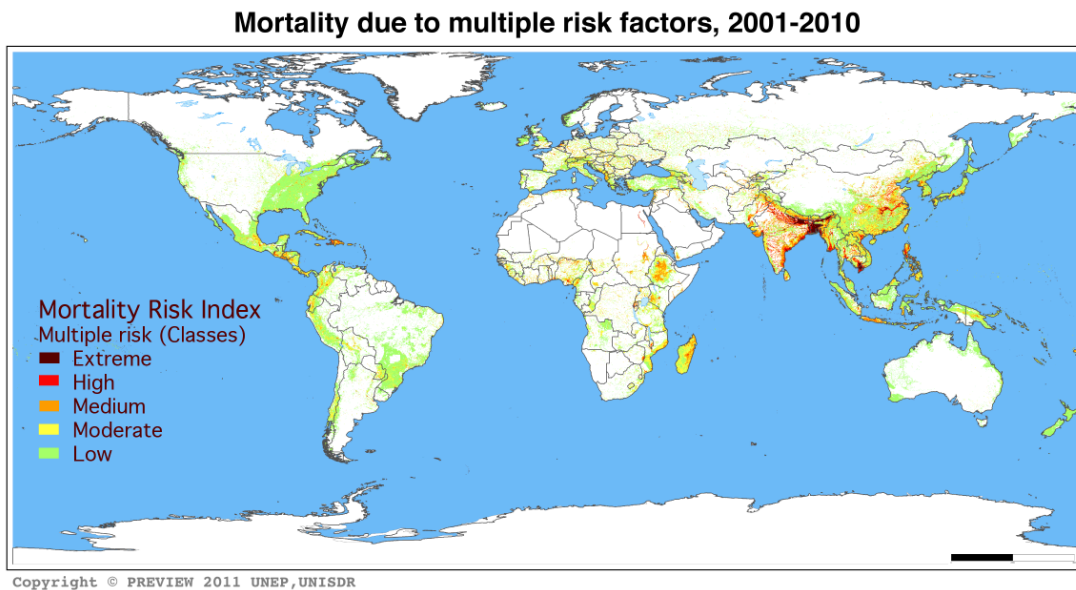 Mortality due to multiple risk factors, 2001-2010
Mortality Risk Index
Multiple risk (Classes)
Extreme
High
Medium
Moderate
Low
Copyright © PREVIEW 2011 UNEP,UNISDR